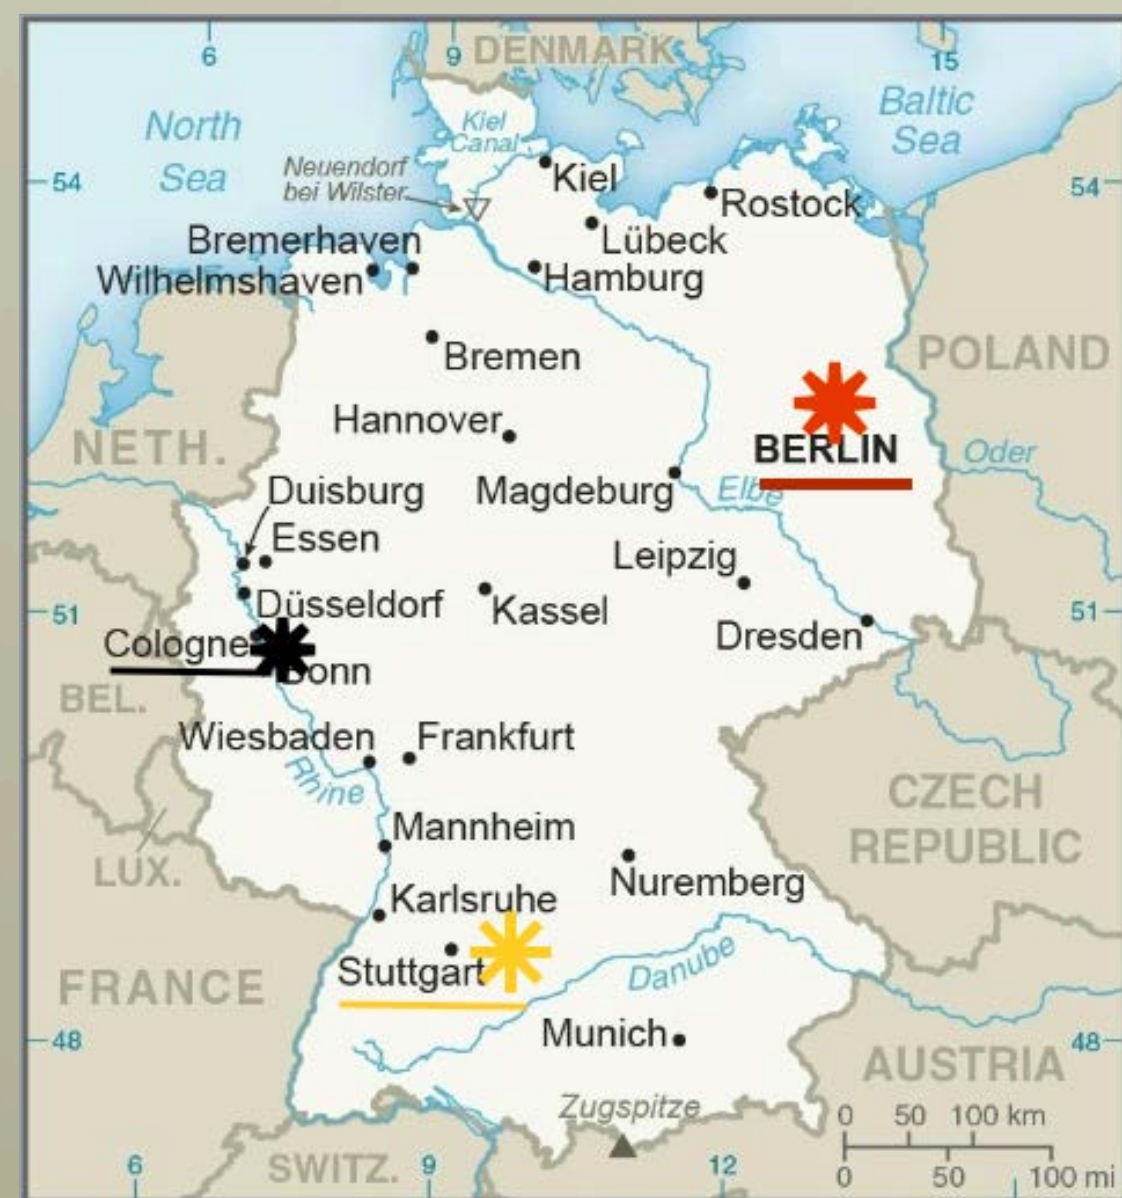 6
9
DENMARK
15
North
Sea
Kiel
Canal
Baltic
Sea
Neuendorf
bei Wilster
54
Kiel
54
Rostock
Bremerhaven
Lübeck
Wilhelmshaven
Hamburg
POLAND
Bremen
Hannover
NETH.
BERLIN
Oder
Duisburg
Magdeburg
Elbe
Essen
Leipzig
51
Düsseldorf
Kassel
51
Cologne
Dresden
Bonn
BEL.
Wiesbaden
Frankfurt
Rhine
CZECH
REPUBLIC
Mannheim
LUX.
Nuremberg
Karlsruhe
Stuttgart
Danube
FRANCE
48
Munich
48
AUSTRIA
Zugspitze
0 50 100 km
6
SWITZ.
9
12
0 50 100 mi